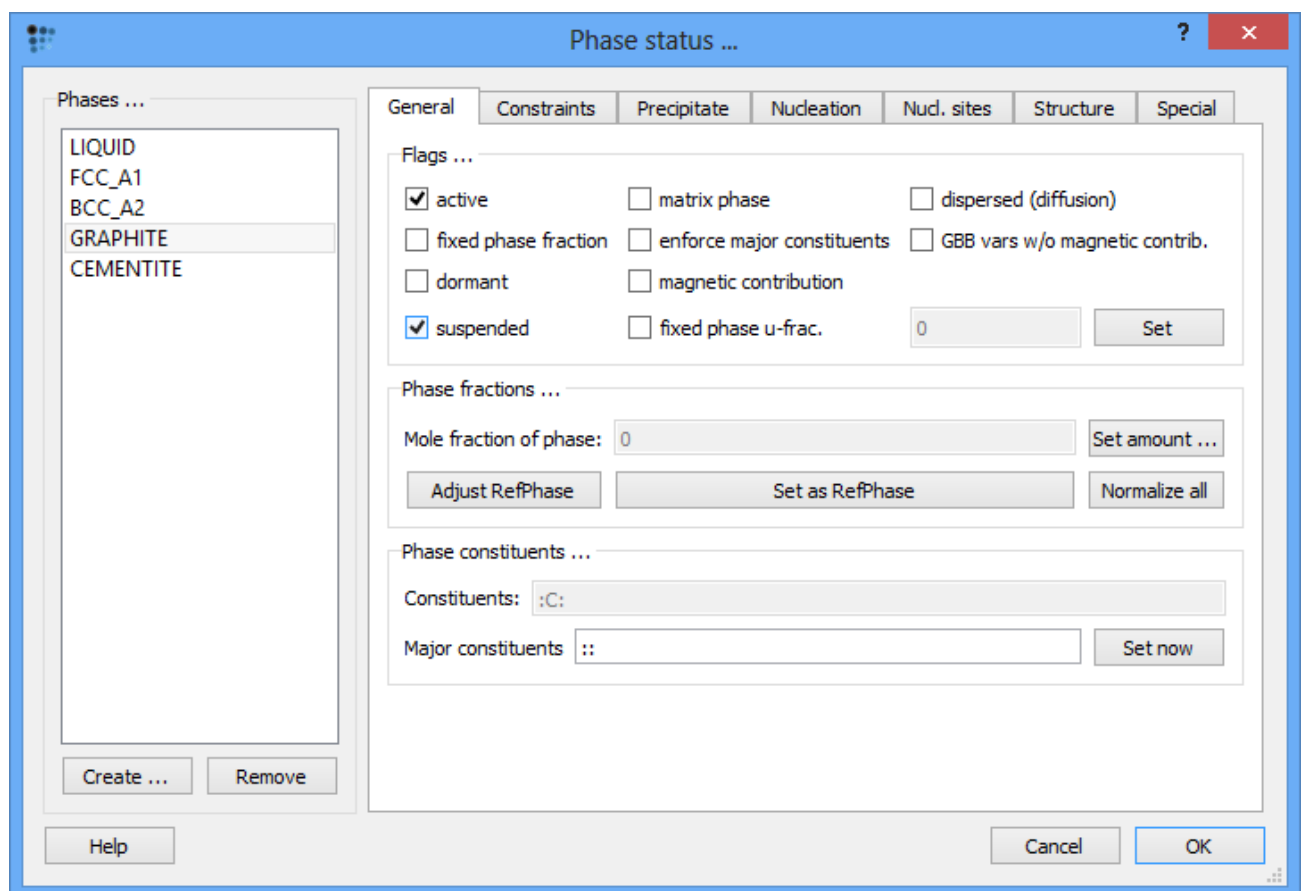 Phase status ...
?
Phases ...
LIQUID
FCC_A1
BCC_A2
GRAPHITE
CEMENTITE
Create ...
Remove
General
Constraints
Precipitate
Nucleation
Nucl. sites
Structure
Special
Flags ...
active
matrix phase
dispersed (diffusion)
fixed phase fraction
enforce major constituents
GBB vars w/o magnetic contrib.
dormant
magnetic contribution
suspended
fixed phase u-frac.
0
Set
Phase fractions ...
Mole fraction of phase:
0
Set amount ...
Adjust RefPhase
Set as RefPhase
Normalize all
Phase constituents ...
Constituents:
:C:
Major constituents
::
Set now
Help
Cancel
OK